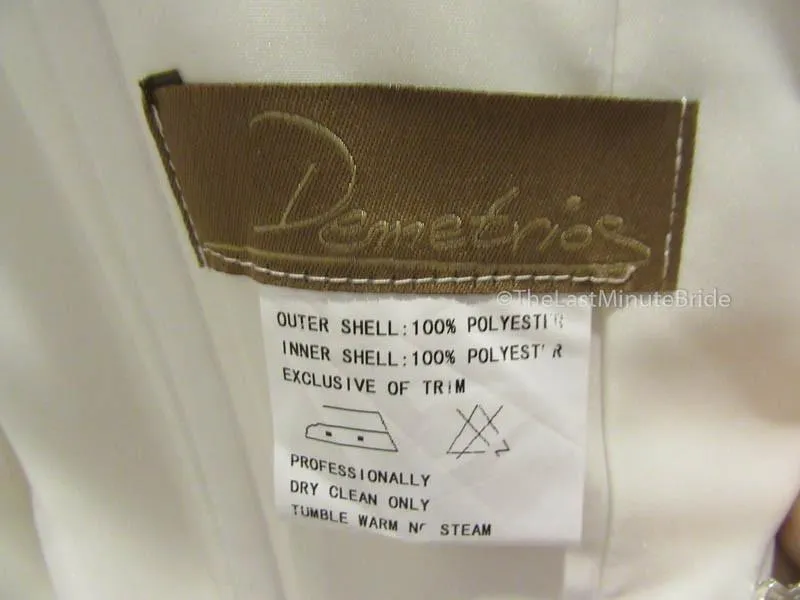 Demetrios
©TheLastMinuteBride
OUTER SHELL:100% POLYESTER
INNER SHELL:100% POLYESTER
EXCLUSIVE OF TRIM
PROFESSIONALLY
DRY CLEAN ONLY
TUMBLE WARM NO STEAM